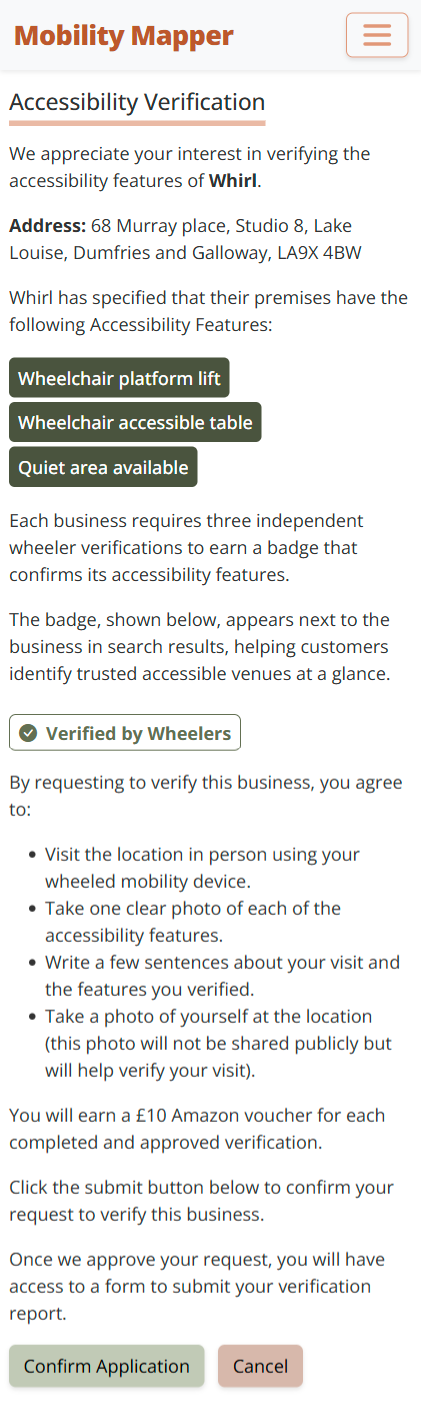 Mobility Mapper
Accessibility Verification
We appreciate your interest in verifying the
accessibility features of Whirl.
Address: 68 Murray place, Studio 8, Lake
Louise, Dumfries and Galloway, LA9X 4BW
Whirl has specified that their premises have the
following Accessibility Features:
Wheelchair platform lift
Wheelchair accessible table
Quiet area available
Each business requires three independent
wheeler verifications to earn a badge that
confirms its accessibility features.
The badge, shown below, appears next to the
business in search results, helping customers
identify trusted accessible venues at a glance.
Verified by Wheelers
By requesting to verify this business, you agree
to:
• Visit the location in person using your
wheeled mobility device.
• Take one clear photo of each of the
accessibility features.
• Write a few sentences about your visit and
the features you verified.
• Take a photo of yourself at the location
(this photo will not be shared publicly but
will help verify your visit).
You will earn a £10 Amazon voucher for each
completed and approved verification.
Click the submit button below to confirm your
request to verify this business.
Once we approve your request, you will have
access to a form to submit your verification
report.
Confirm Application Cancel